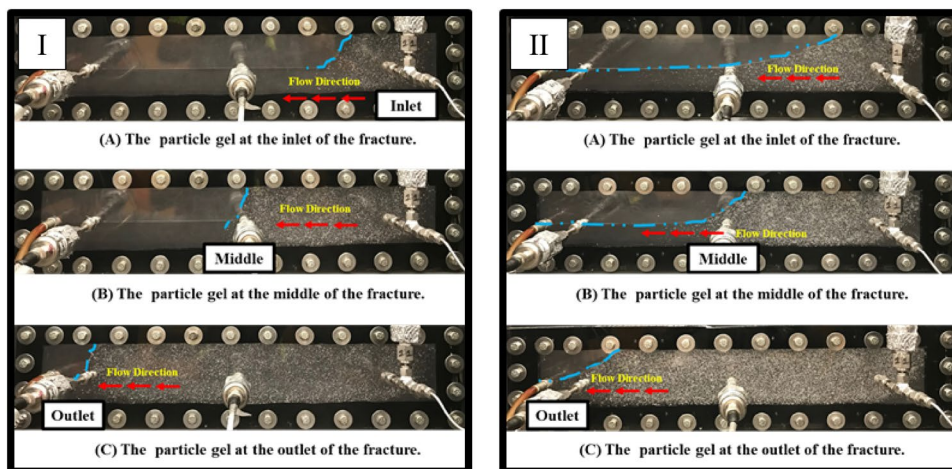 I
Flow Direction
Inlet
(A) The particle gel at the inlet of the fracture.
Flow Direction
Middle
(B) The particle gel at the middle of the fracture.
Flow Direction
Outlet
(C) The particle gel at the outlet of the fracture.
II
Flow Direction
(A) The particle gel at the inlet of the fracture.
Flow Direction
Middle
(B) The particle gel at the middle of the fracture.
Flow Direction
Outlet
(C) The particle gel at the outlet of the fracture.